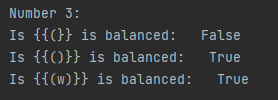 Number 3:
Is {{(}} is balanced:   False
Is {{()}} is balanced:   True
Is {{(w)}} is balanced:   True